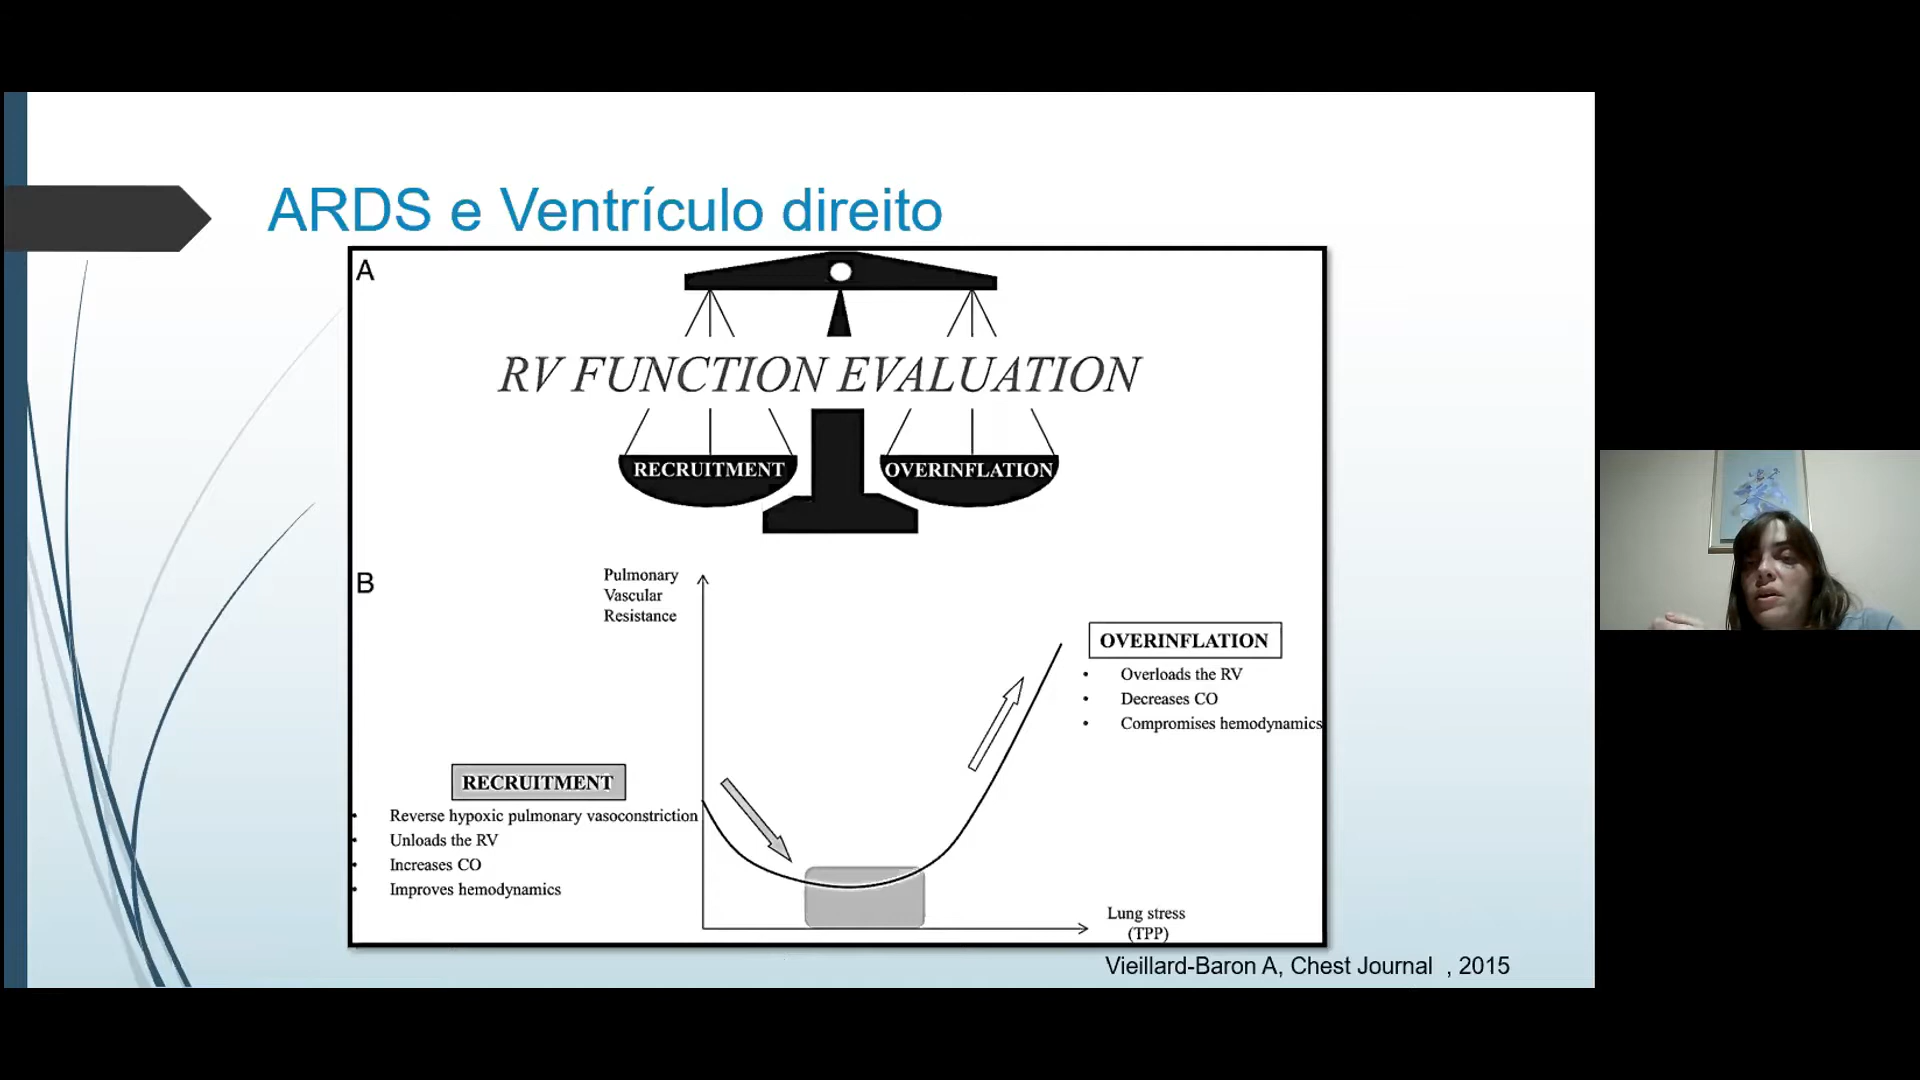 ARDS e Ventrículo direito
A
RV FUNCTION EVALUATION
RECRUITMENT
OVERINFLATION
B
Pulmonary
Vascular
Resistance
OVERINFLATION
• Overloads the RV
• Decreases CO
• Compromises hemodynamics
RECRUITMENT
• Reverse hypoxic pulmonary vasoconstriction
• Unloads the RV
• Increases CO
• Improves hemodynamics
Lung stress
(TPP)
Vieillard-Baron A, Chest Journal , 2015